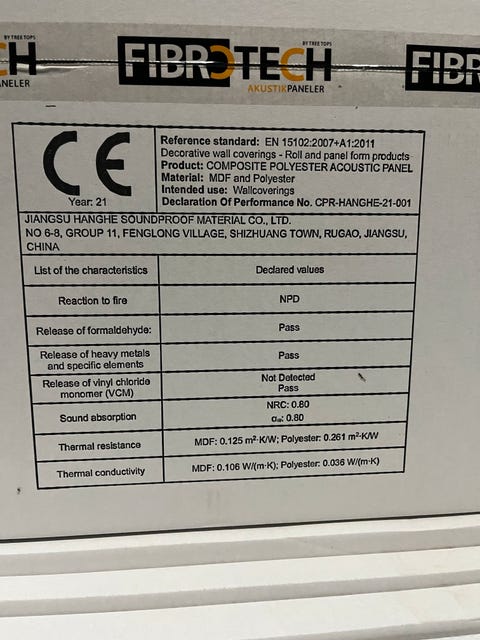 BY TREE TOPS
BY TREE TOPS
CH
FIBROTECH
FIBR
ANELER
AKUSTIKPANELER
CE
Year: 21
Reference standard: EN 15102:2007+A1:2011
Decorative wall coverings - Roll and panel form products
Product: COMPOSITE POLYESTER ACOUSTIC PANEL
Material: MDF and Polyester
Intended use: Wallcoverings
Declaration Of Performance No. CPR-HANGHE-21-001
JIANGSU HANGHE SOUNDPROOF MATERIAL CO., LTD.
NO 6-8, GROUP 11, FENGLONG VILLAGE, SHIZHUANG TOWN, RUGAO, JIANGSU,
CHINA
List of the characteristics Declared values
Reaction to fire NPD
Release of formaldehyde: Pass
Release of heavy metals
and specific elements Pass
Release of vinyl chloride
monomer (VCM)
Not Detected
Pass
Sound absorption
NRC: 0.80
αw: 0.80
Thermal resistance MDF: 0.125 m²·K/W; Polyester: 0.261 m²·K/W
Thermal conductivity MDF: 0.106 W/(m·K); Polyester: 0.036 W/(m·K)